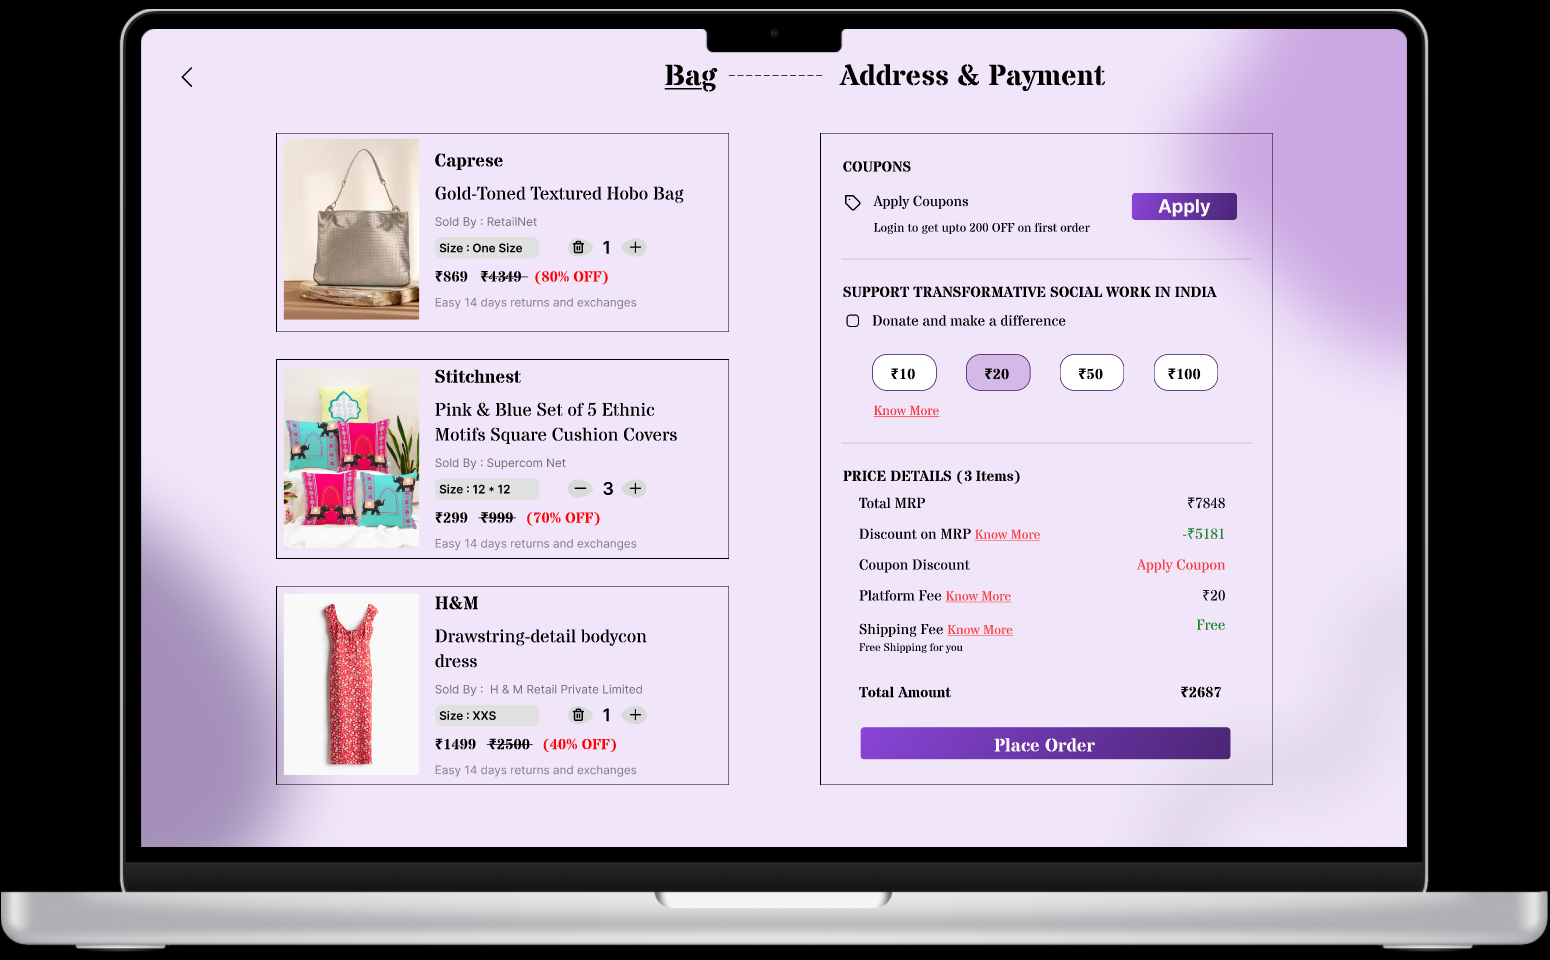 Bag ----------- Address & Payment
Caprese
Gold-Toned Textured Hobo Bag
Sold By : RetailNet
Size : One Size 1
₹869 ₹4349 (80% OFF)
Easy 14 days returns and exchanges
Stitchnest
Pink & Blue Set of 5 Ethnic
Motifs Square Cushion Covers
Sold By : Supercom Net
Size : 12 * 12 3
₹299 ₹999 (70% OFF)
Easy 14 days returns and exchanges
H&M
Drawstring-detail bodycon
dress
Sold By : H & M Retail Private Limited
Size : XXS 1
₹1499 ₹2500 (40% OFF)
Easy 14 days returns and exchanges
COUPONS
Apply Coupons Apply
Login to get upto 200 OFF on first order
SUPPORT TRANSFORMATIVE SOCIAL WORK IN INDIA
Donate and make a difference
₹10 ₹20 ₹50 ₹100
Know More
PRICE DETAILS (3 Items)
Total MRP ₹7848
Discount on MRP Know More -₹5181
Coupon Discount Apply Coupon
Platform Fee Know More ₹20
Shipping Fee Know More Free
Free Shipping for you
Total Amount ₹2687
Place Order